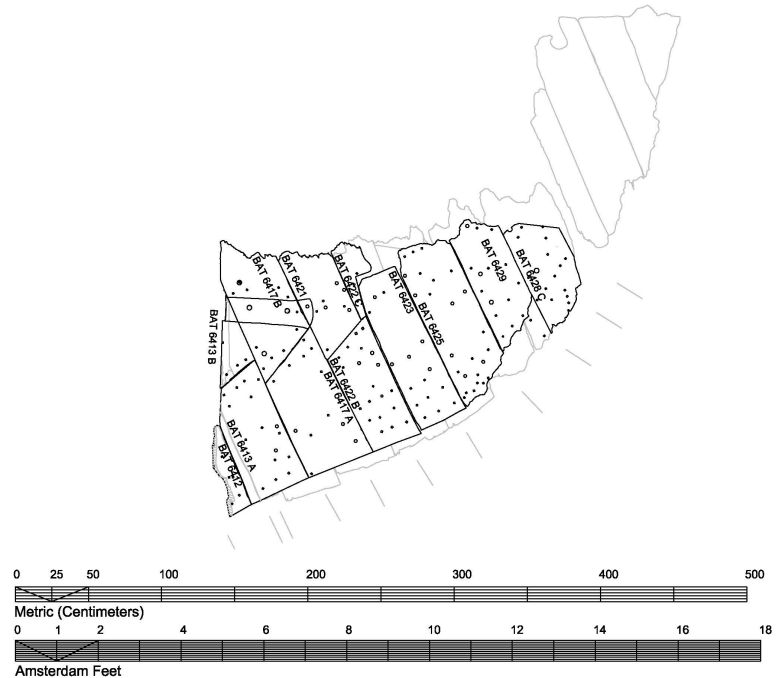 BAT 6413 B
BAT 6412
BAT 6413 A
BAT 6417 B
BAT 6421
BAT 6422 C
BAT 6422 B
BAT 6417 A
BAT 6423
BAT 6425
BAT 6429
BAT 6428 C
0 25 50 100 200 300 400 500
Metric (Centimeters)
0 1 2 4 6 8 10 12 14 16 18
Amsterdam Feet